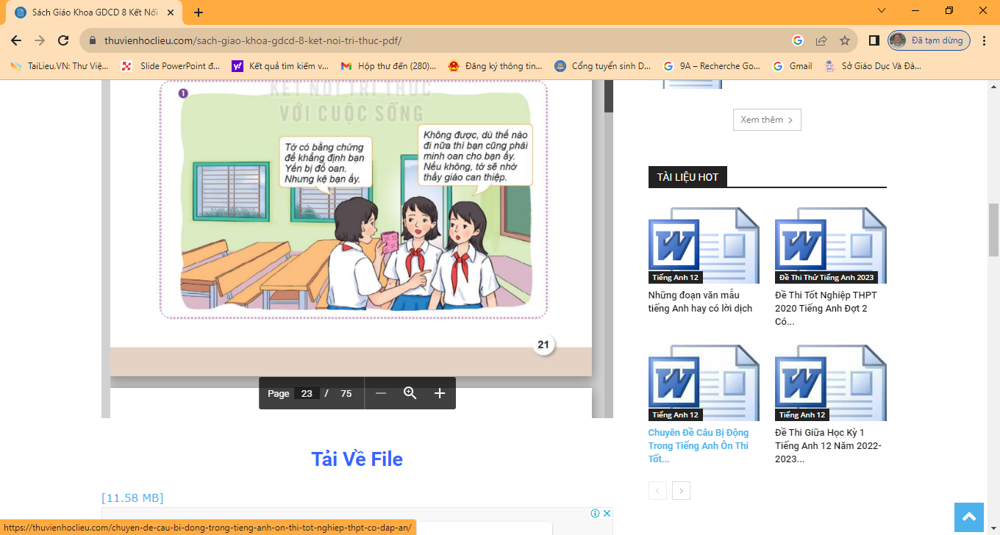 Sách Giáo Khoa GDCD 8 Kết Nối
thuvienhoclieu.com/sach-giao-khoa-gdcd-8-ket-noi-tri-thuc-pdf/
Đã tạm dừng
TaiLieu.VN: Thư Viê...
Slide PowerPoint đ...
Kết quả tìm kiếm v...
Hộp thư đến (280)...
Đăng ký thông tin...
Cổng tuyển sinh D...
9A – Recherche Go...
Gmail
Sở Giáo Dục Và Đà...
1
KẾT NỐI TRI THỨC
VỚI CUỘC SỐNG
Tớ có bằng chứng
để khẳng định bạn
Yến bị đổ oan.
Nhưng kệ bạn ấy.
Không được, dù thế nào
đi nữa thì bạn cũng phải
minh oan cho bạn ấy.
Nếu không, tớ sẽ nhờ
thầy giáo can thiệp.
21
Page 23 / 75
Tải Về File
[11.58 MB]
Xem thêm
TÀI LIỆU HOT
Tiếng Anh 12
Những đoạn văn mẫu
tiếng Anh hay có lời dịch
Đề Thi Thử Tiếng Anh 2023
Đề Thi Tốt Nghiệp THPT
2020 Tiếng Anh Đợt 2
Có...
Tiếng Anh 12
Chuyên Đề Câu Bị Động
Trong Tiếng Anh Ôn Thi
Tốt...
Tiếng Anh 12
Đề Thi Giữa Học Kỳ 1
Tiếng Anh 12 Năm 2022-
2023...
https://thuvienhoclieu.com/chuyen-de-cau-bi-dong-trong-tieng-anh-on-thi-tot-nghiep-thpt-co-dap-an/